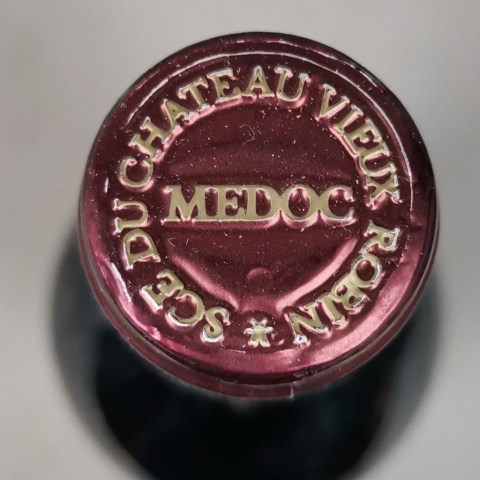 SCE DU CHATEAU VIEUX ROBIN
MEDOC